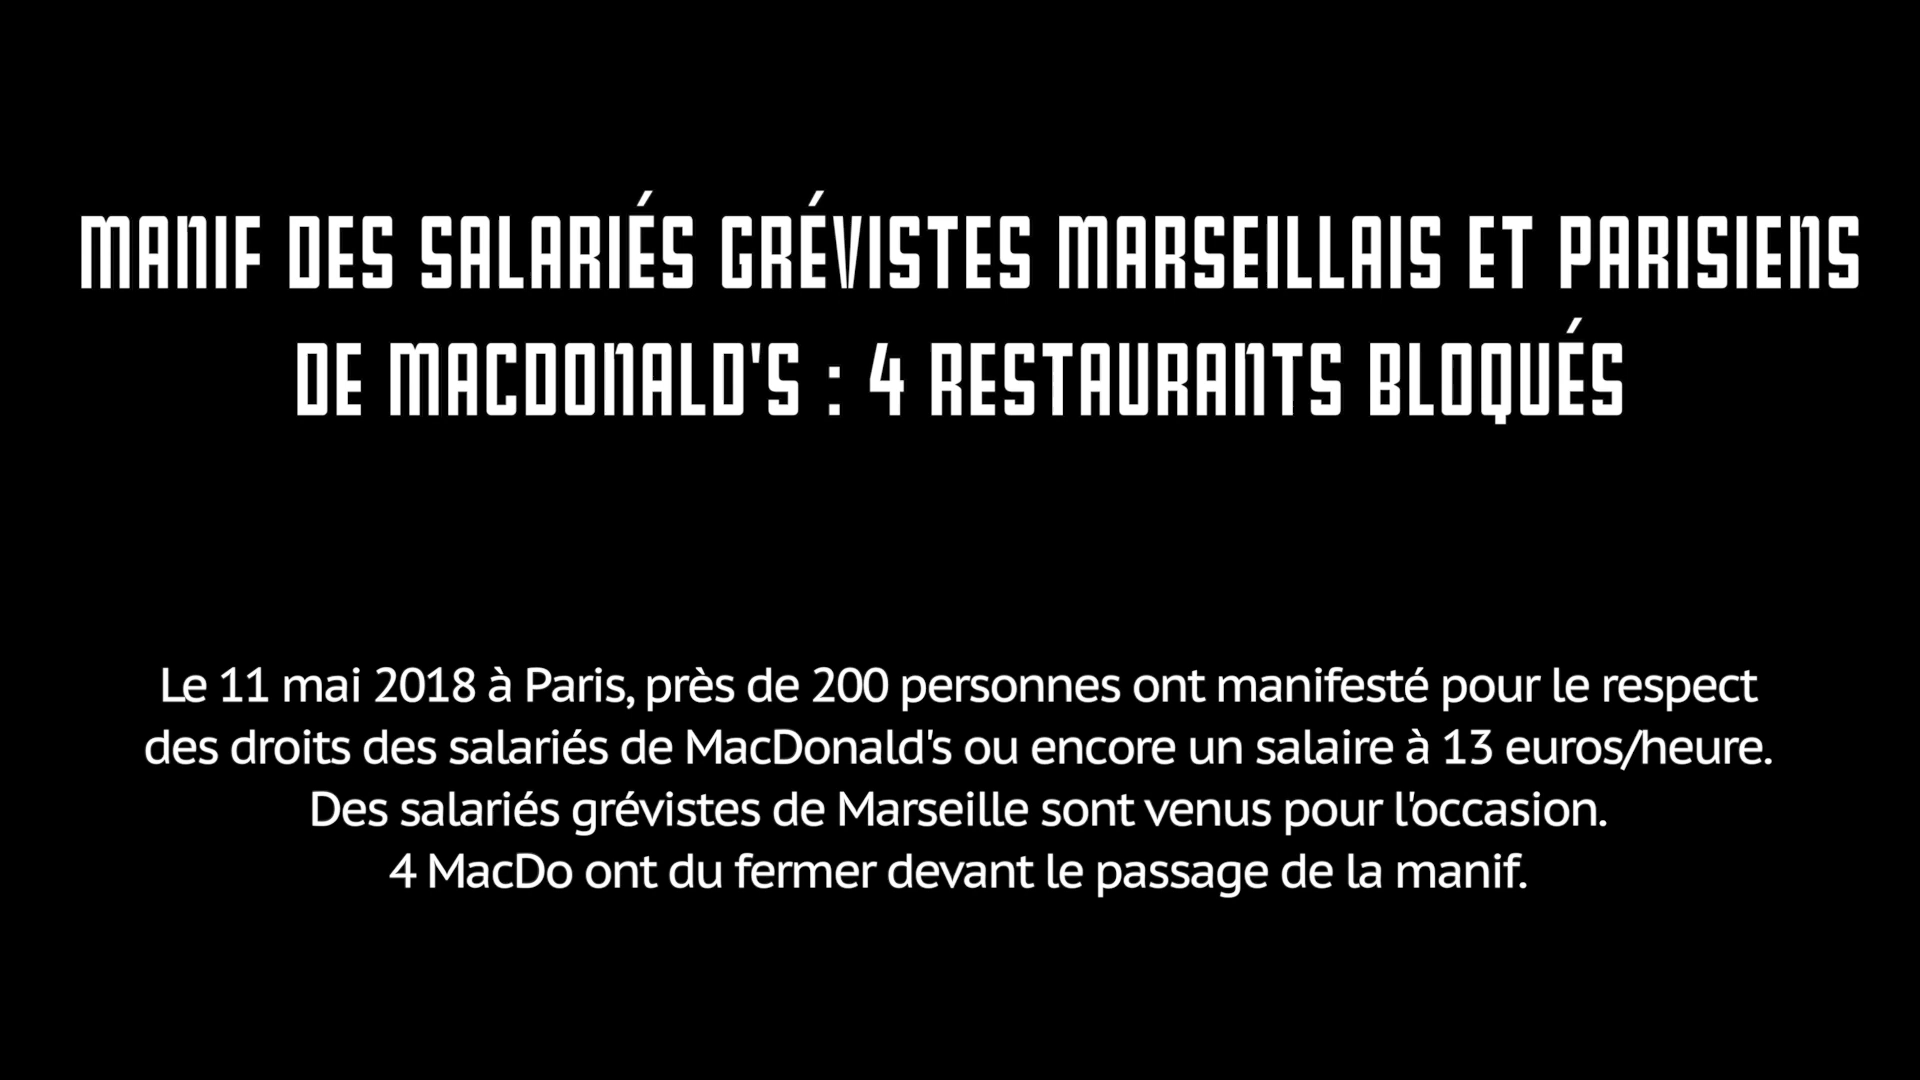 MANIF DES SALARIÉS GRÉVISTES MARSEILLAIS ET PARISIENS
DE MACDONALD'S : 4 RESTAURANTS BLOQUÉS
Le 11 mai 2018 à Paris, près de 200 personnes ont manifesté pour le respect
des droits des salariés de MacDonald's ou encore un salaire à 13 euros/heure.
Des salariés grévistes de Marseille sont venus pour l'occasion.
4 MacDo ont du fermer devant le passage de la manif.